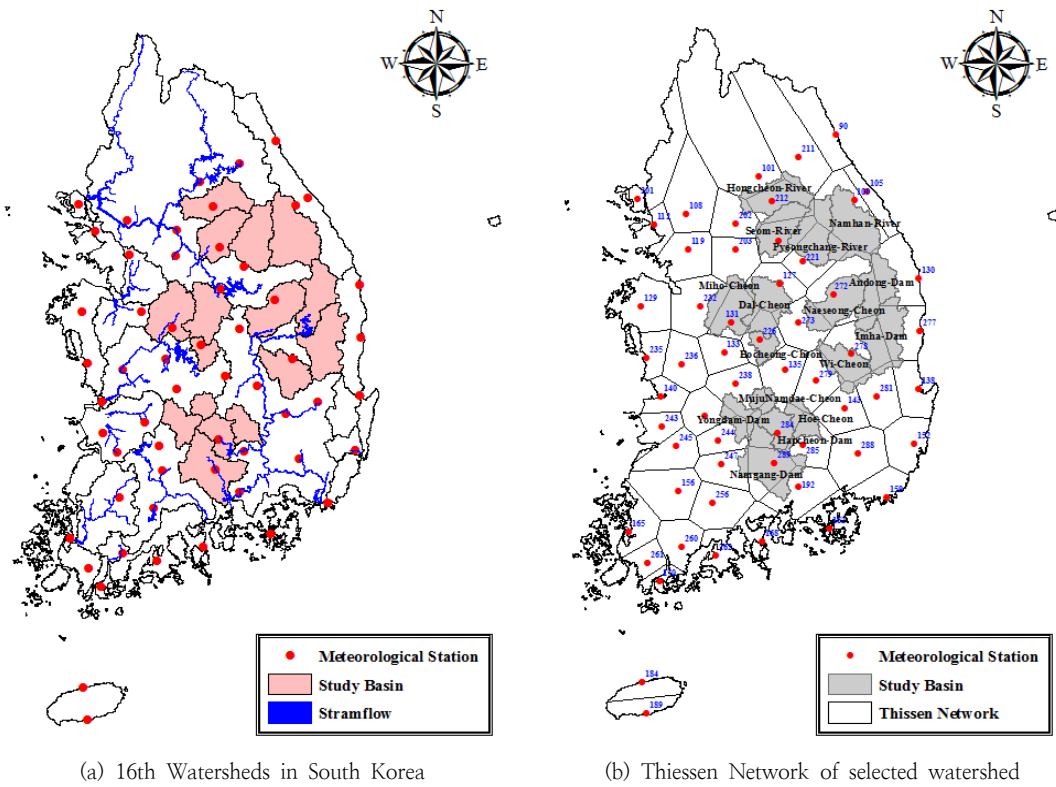 N
W E
S
Meteorological Station
Study Basin
Stramflow
(a) 16th Watersheds in South Korea
N
W E
S
90
211
101
Hongcheon-River
105
212
201
108
202
112
Namhan-River
Seom-River
119
203
Pyeongchang-River
221
127
130
Andong-Dam
Miho-Cheon
272
129
232
Dal-Cheon
Naeseong-Cheon
131
273
277
226
Imha-Dam
133
Bocheong-Cheon
278
235
236
Wi-Cheon
135
238
279
281
138
140
MujuNamdae-Cheon
143
Yongdam-Dam
Hoe-Cheon
243
284
244
Hapcheon-Dam
152
245
285
288
247
289
Namgang-Dam
156
192
159
256
165
168
260
261
184
189
Meteorological Station
Study Basin
Thissen Network
(b) Thiessen Network of selected watershed